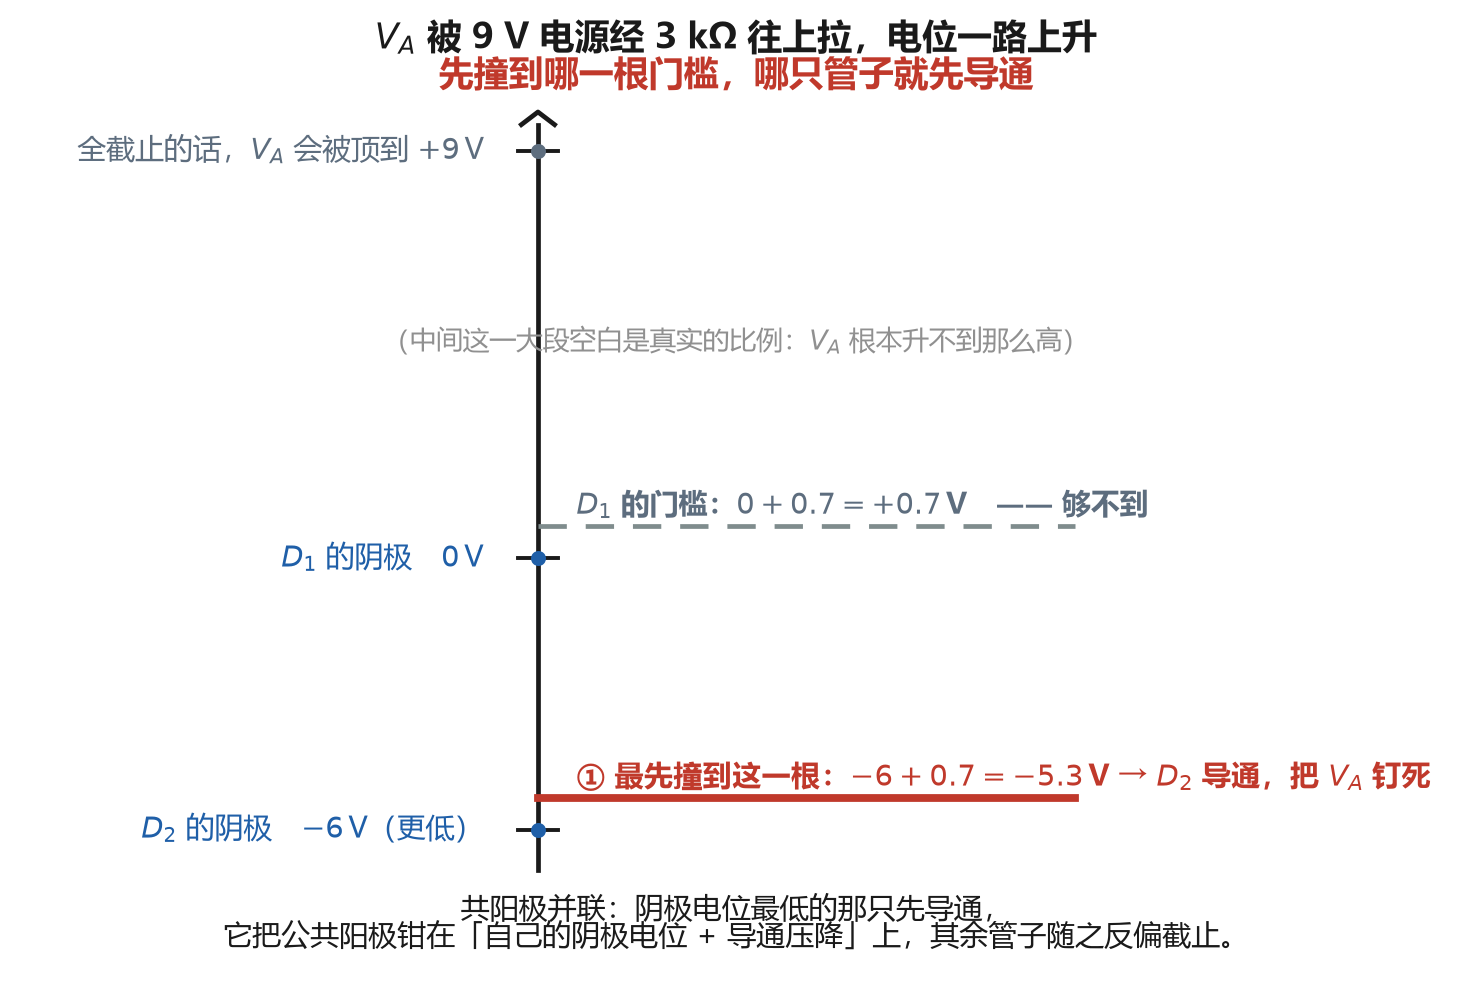 V_A 被 9 V 电源经 3 kΩ 往上拉，电位一路上升
先撞到哪一根门槛，哪只管子就先导通
全截止的话，V_A 会被顶到 +9 V
（中间这一大段空白是真实的比例：V_A 根本升不到那么高）
D₁ 的门槛：0 + 0.7 = +0.7 V —— 够不到
D₁ 的阴极 0 V
① 最先撞到这一根：−6 + 0.7 = −5.3 V → D₂ 导通，把 V_A 钉死
D₂ 的阴极 −6 V（更低）
共阳极并联：阴极电位最低的那只先导通，
它把公共阳极钳在「自己的阴极电位 + 导通压降」上，其余管子随之反偏截止。